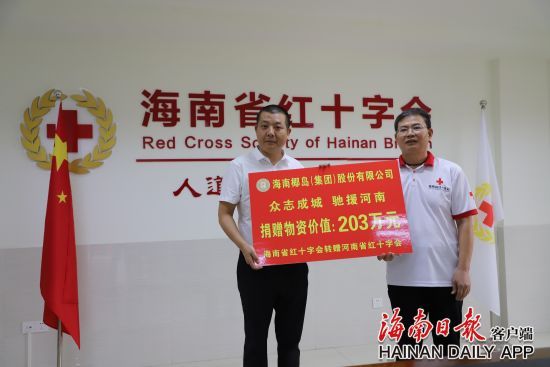 海南省红十字会
Red Cross Society of Hainan B
人道
海南椰岛(集团)股份有限公司
众志成城 驰援河南
捐赠物资价值:203万元
海南省红十字会转赠河南省红十字会
海南日报 客户端
HAINAN DAILY APP